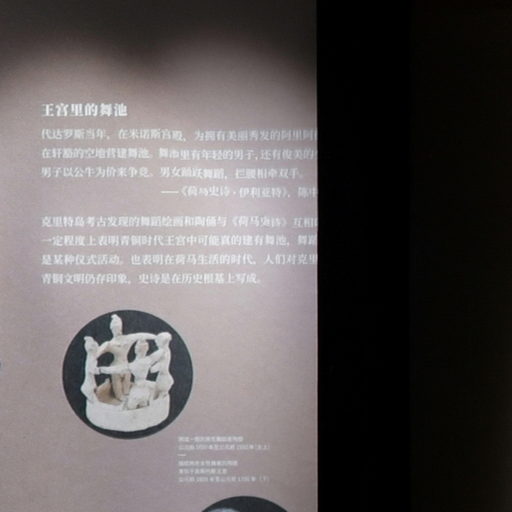 王宫里的舞池
代达罗斯当年，在米诺斯宫殿，为拥有美丽秀发的阿里阿
在轩豁的空地营建舞池。舞池里有年轻的男子，还有俊美的
男子以公牛为价来争竞。男女踊跃舞蹈，拦腰相牵双手。
——《荷马史诗·伊利亚特》，陈中
克里特岛考古发现的舞蹈绘画和陶俑与《荷马史诗》互相
一定程度上表明青铜时代王宫中可能真的建有舞池，舞蹈
是某种仪式活动。也表明在荷马生活的时代，人们对克里
青铜文明仍存印象，史诗是在历史根基上写成。